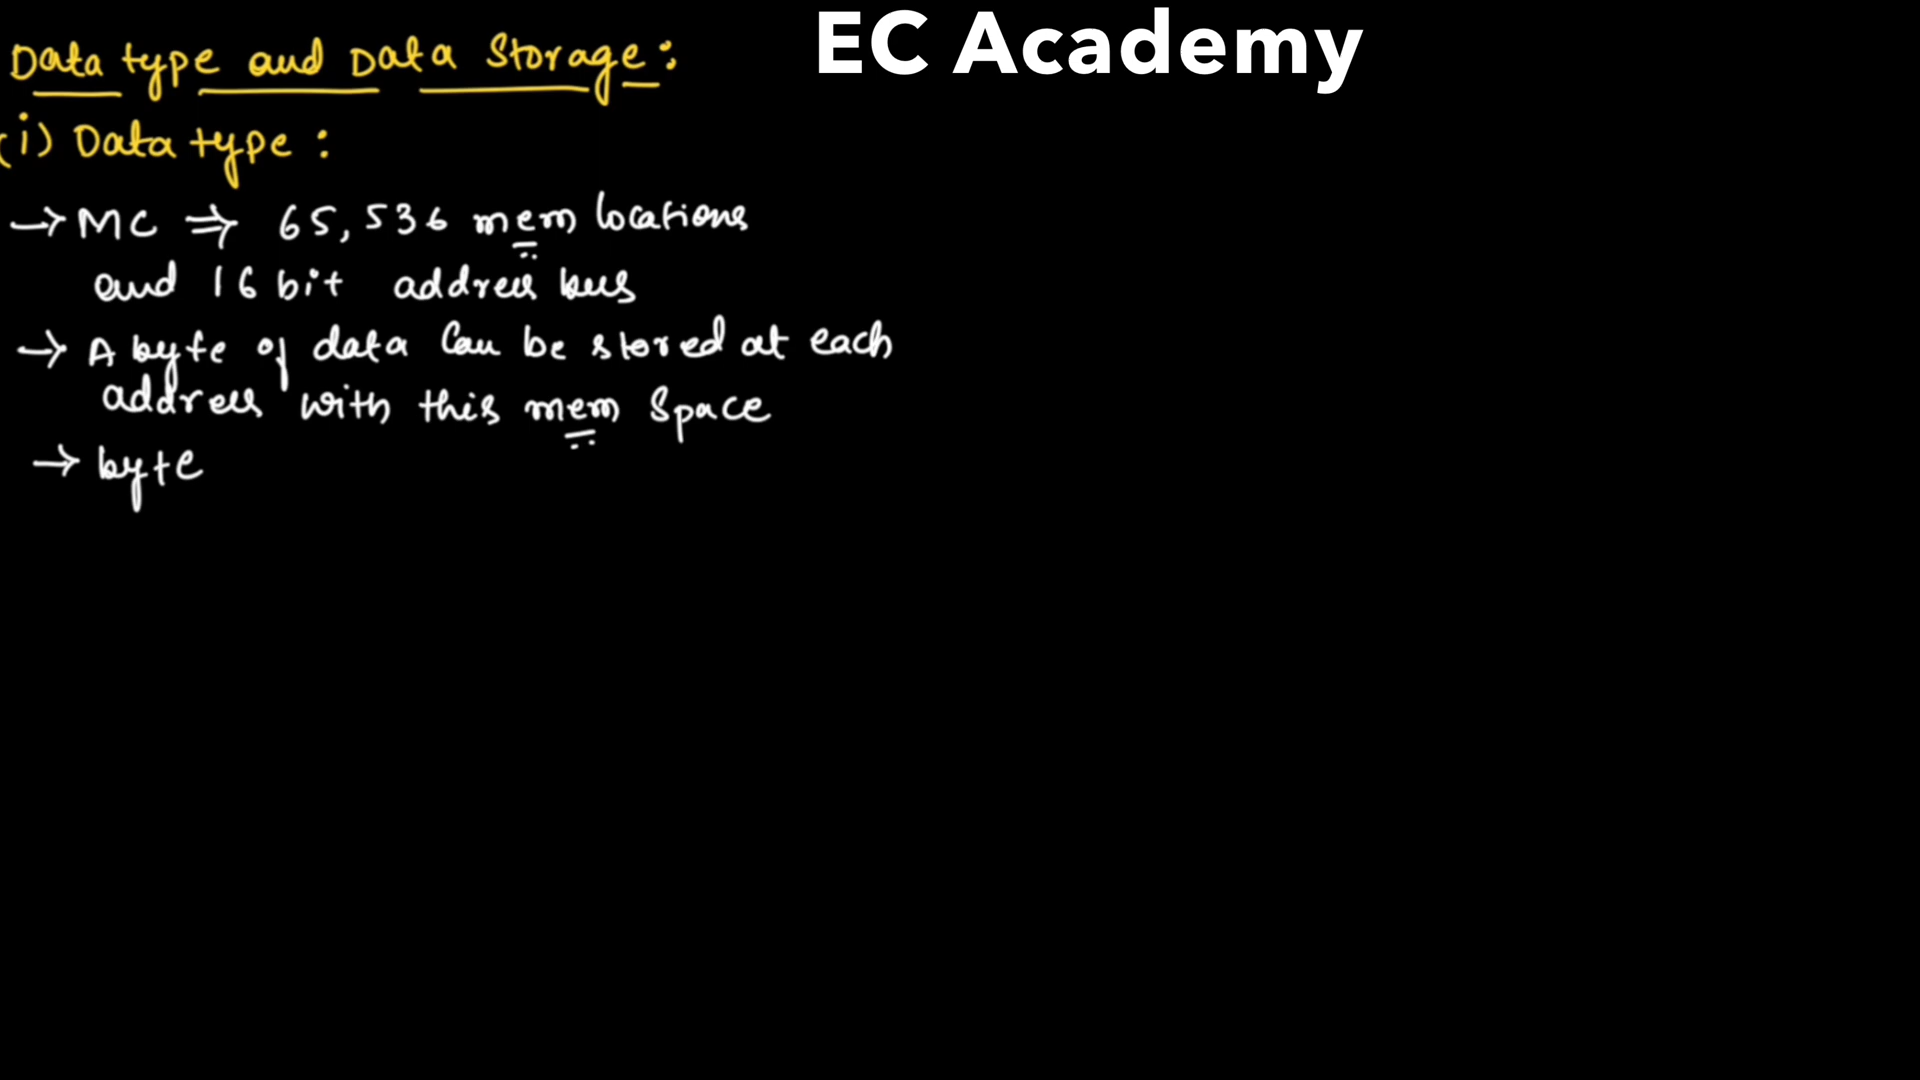 EC Academy
Data type and Data Storage:
(i) Data type :
→ MC ⇒ 65,536 mem locations
and 16 bit address bus
→ A byte of data can be stored at each
address with this mem space
→ byte